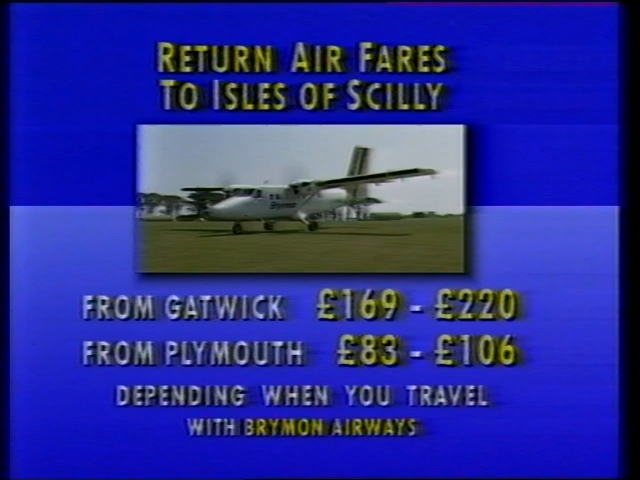 RETURN AIR FARES
TO ISLES OF SCILLY
Brymon
FROM GATWICK £169 - £220
FROM PLYMOUTH £83 - £106
DEPENDING WHEN YOU TRAVEL
WITH BRYMON AIRWAYS